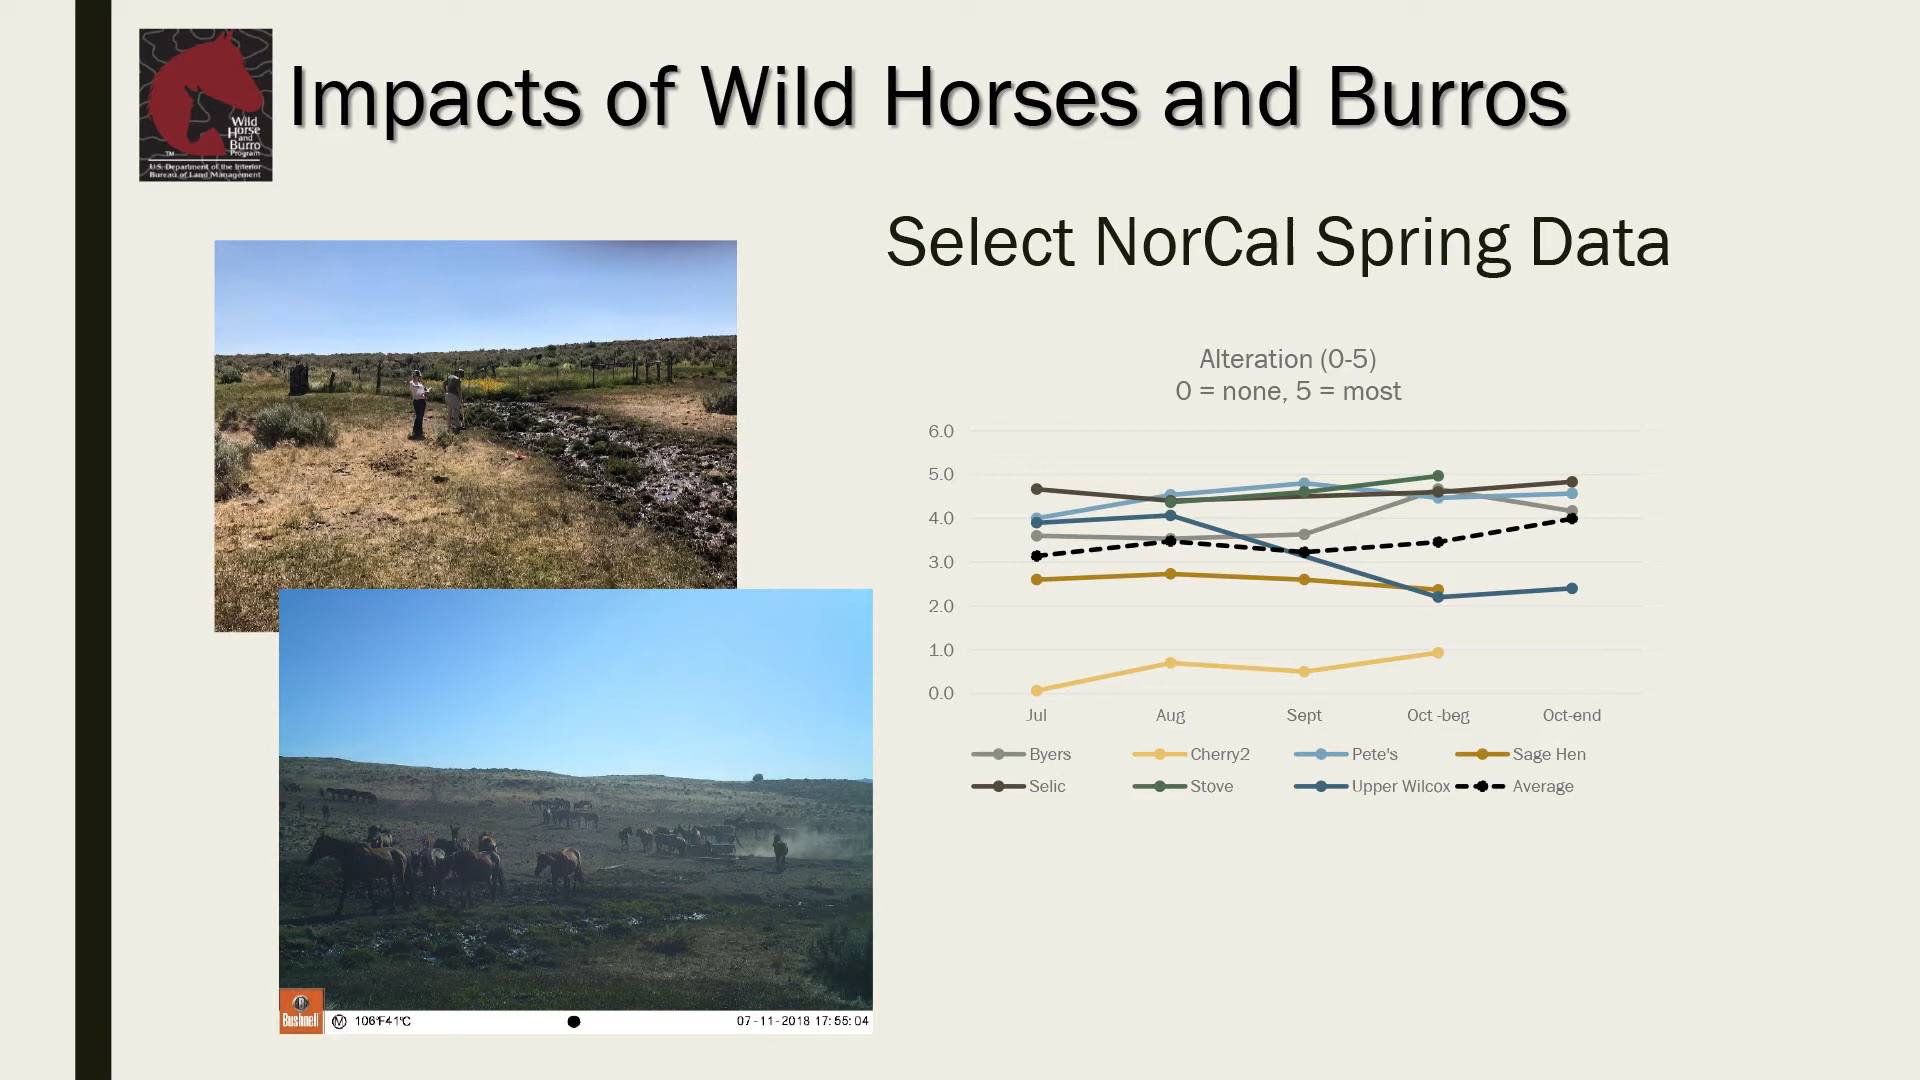 Impacts of Wild Horses and Burros
Wild
Horse
and
Burro
Program
TM
U.S. Department of the Interior
Bureau of Land Management
Select NorCal Spring Data
Alteration (0-5)
0 = none, 5 = most
6.0
5.0
4.0
3.0
2.0
1.0
0.0
Jul Aug Sept Oct -beg Oct-end
Byers Cherry2 Pete's Sage Hen
Selic Stove Upper Wilcox Average
Bushnell M 106°F41°C 07-11-2018 17:55:04